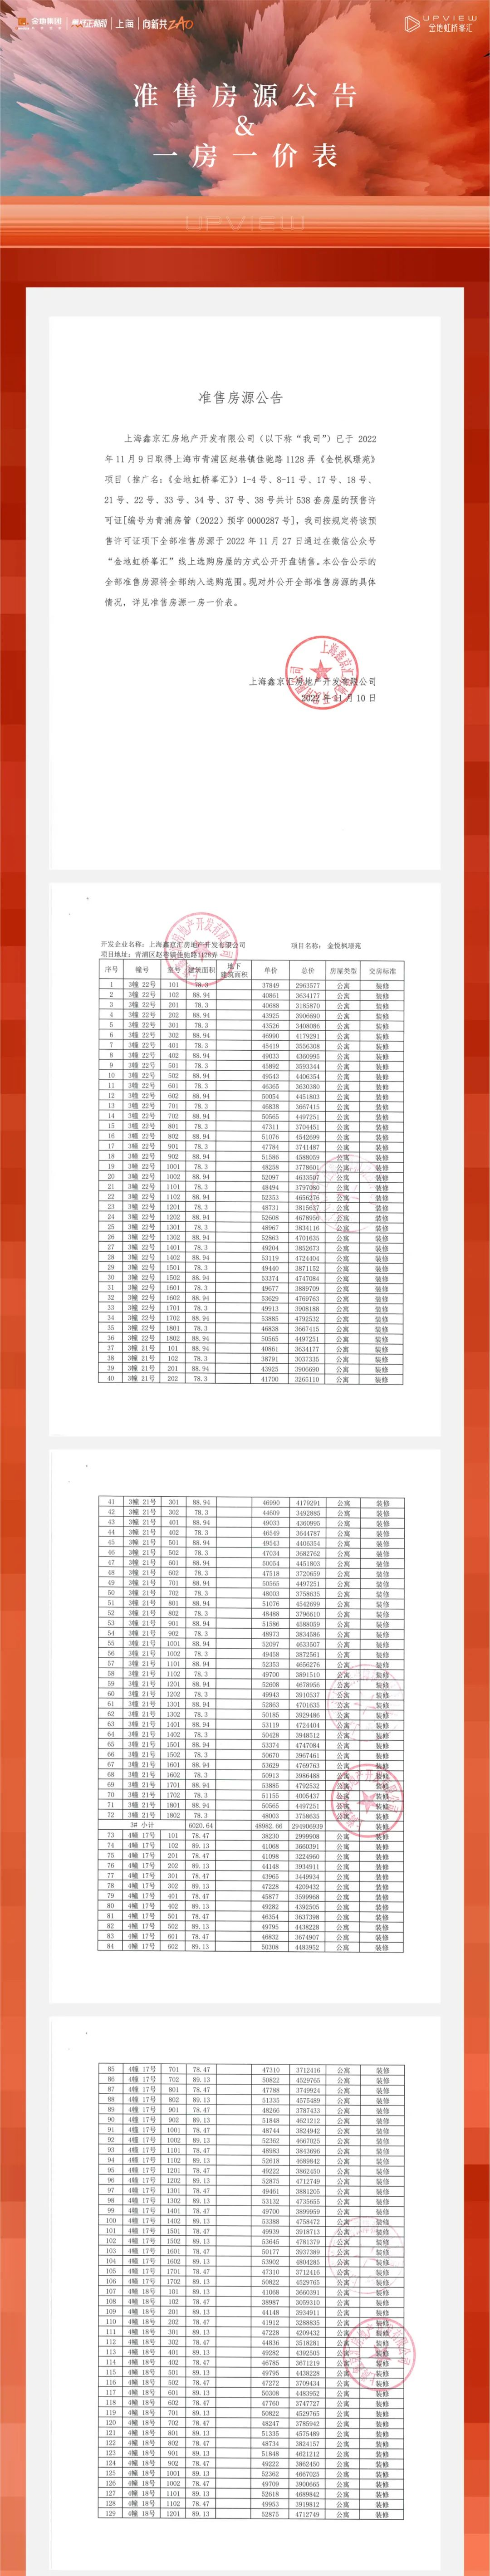 金地集团
上海
向新共ZAO
UPVIEW
金地虹桥峯汇
准售房源公告
&
一房一价表
UPVIEW
准售房源公告
上海鑫京汇房地产开发有限公司（以下称“我司”）已于 2022
年 11 月 9 日取得上海市青浦区赵巷镇佳驰路 1128 弄《金悦枫璟苑》
项目（推广名：《金地虹桥峯汇》）1-4 号、8-11 号、17 号、18 号、
21 号、22 号、33 号、34 号、37 号、38 号共计 538 套房屋的预售许
可证[编号为青浦房管（2022）预字 0000287 号]，我司按规定将该预
售许可证项下全部准售房源于 2022 年 11 月 27 日通过在微信公众号
“金地虹桥峯汇”线上选购房屋的方式公开开盘销售。本公告公示的
全部准售房源将全部纳入选购范围。现对外公开全部准售房源的具体
情况，详见准售房源一房一价表。
上海鑫京汇房地产开发有限公司
2022 年 11 月 10 日
开发企业名称：上海鑫京汇房地产开发有限公司 项目名称： 金悦枫璟苑
项目地址：青浦区赵巷镇佳驰路1128弄
序号 幢号 室号 建筑面积 地下建筑面积 单价 总价 房屋类型 交房标准
1 3幢 22号 101 78.3 37849 2963577 公寓 装修
2 3幢 22号 102 88.94 40861 3634177 公寓 装修
3 3幢 22号 201 78.3 40688 3185870 公寓 装修
4 3幢 22号 202 88.94 43925 3906690 公寓 装修
5 3幢 22号 301 78.3 43526 3408086 公寓 装修
6 3幢 22号 302 88.94 46990 4179291 公寓 装修
7 3幢 22号 401 78.3 45419 3556308 公寓 装修
8 3幢 22号 402 88.94 49033 4360995 公寓 装修
9 3幢 22号 501 78.3 45892 3593344 公寓 装修
10 3幢 22号 502 88.94 49543 4406354 公寓 装修
11 3幢 22号 601 78.3 46365 3630380 公寓 装修
12 3幢 22号 602 88.94 50054 4451803 公寓 装修
13 3幢 22号 701 78.3 46838 3667415 公寓 装修
14 3幢 22号 702 88.94 50565 4497251 公寓 装修
15 3幢 22号 801 78.3 47311 3704451 公寓 装修
16 3幢 22号 802 88.94 51076 4542699 公寓 装修
17 3幢 22号 901 78.3 47784 3741487 公寓 装修
18 3幢 22号 902 88.94 51586 4588059 公寓 装修
19 3幢 22号 1001 78.3 48258 3778601 公寓 装修
20 3幢 22号 1002 88.94 52097 4633507 公寓 装修
21 3幢 22号 1101 78.3 48494 3797080 公寓 装修
22 3幢 22号 1102 88.94 52353 4656276 公寓 装修
23 3幢 22号 1201 78.3 48731 3815637 公寓 装修
24 3幢 22号 1202 88.94 52608 4678956 公寓 装修
25 3幢 22号 1301 78.3 48967 3834116 公寓 装修
26 3幢 22号 1302 88.94 52863 4701635 公寓 装修
27 3幢 22号 1401 78.3 49204 3852673 公寓 装修
28 3幢 22号 1402 88.94 53119 4724404 公寓 装修
29 3幢 22号 1501 78.3 49440 3871152 公寓 装修
30 3幢 22号 1502 88.94 53374 4747084 公寓 装修
31 3幢 22号 1601 78.3 49677 3889709 公寓 装修
32 3幢 22号 1602 88.94 53629 4769763 公寓 装修
33 3幢 22号 1701 78.3 49913 3908188 公寓 装修
34 3幢 22号 1702 88.94 53885 4792532 公寓 装修
35 3幢 22号 1801 78.3 46838 3667415 公寓 装修
36 3幢 22号 1802 88.94 50565 4497251 公寓 装修
37 3幢 21号 101 88.94 40861 3634177 公寓 装修
38 3幢 21号 102 78.3 38791 3037335 公寓 装修
39 3幢 21号 201 88.94 43925 3906690 公寓 装修
40 3幢 21号 202 78.3 41700 3265110 公寓 装修
41 3幢 21号 301 88.94 46990 4179291 公寓 装修
42 3幢 21号 302 78.3 44609 3492885 公寓 装修
43 3幢 21号 401 88.94 49033 4360995 公寓 装修
44 3幢 21号 402 78.3 46549 3644787 公寓 装修
45 3幢 21号 501 88.94 49543 4406354 公寓 装修
46 3幢 21号 502 78.3 47034 3682762 公寓 装修
47 3幢 21号 601 88.94 50054 4451803 公寓 装修
48 3幢 21号 602 78.3 47518 3720659 公寓 装修
49 3幢 21号 701 88.94 50565 4497251 公寓 装修
50 3幢 21号 702 78.3 48003 3758635 公寓 装修
51 3幢 21号 801 88.94 51076 4542699 公寓 装修
52 3幢 21号 802 78.3 48488 3796610 公寓 装修
53 3幢 21号 901 88.94 51586 4588059 公寓 装修
54 3幢 21号 902 78.3 48973 3834586 公寓 装修
55 3幢 21号 1001 88.94 52097 4633507 公寓 装修
56 3幢 21号 1002 78.3 49458 3872561 公寓 装修
57 3幢 21号 1101 88.94 52353 4656276 公寓 装修
58 3幢 21号 1102 78.3 49700 3891510 公寓 装修
59 3幢 21号 1201 88.94 52608 4678956 公寓 装修
60 3幢 21号 1202 78.3 49943 3910537 公寓 装修
61 3幢 21号 1301 88.94 52863 4701635 公寓 装修
62 3幢 21号 1302 78.3 50185 3929486 公寓 装修
63 3幢 21号 1401 88.94 53119 4724404 公寓 装修
64 3幢 21号 1402 78.3 50428 3948512 公寓 装修
65 3幢 21号 1501 88.94 53374 4747084 公寓 装修
66 3幢 21号 1502 78.3 50670 3967461 公寓 装修
67 3幢 21号 1601 88.94 53629 4769763 公寓 装修
68 3幢 21号 1602 78.3 50913 3986488 公寓 装修
69 3幢 21号 1701 88.94 53885 4792532 公寓 装修
70 3幢 21号 1702 78.3 51155 4005437 公寓 装修
71 3幢 21号 1801 88.94 50565 4497251 公寓 装修
72 3幢 21号 1802 78.3 48003 3758635 公寓 装修
3# 小计 6020.64 48982.66 294906939 装修
73 4幢 17号 101 78.47 38230 2999908 公寓 装修
74 4幢 17号 102 89.13 41068 3660391 公寓 装修
75 4幢 17号 201 78.47 41098 3224960 公寓 装修
76 4幢 17号 202 89.13 44148 3934911 公寓 装修
77 4幢 17号 301 78.47 43965 3449934 公寓 装修
78 4幢 17号 302 89.13 47228 4209432 公寓 装修
79 4幢 17号 401 78.47 45877 3599968 公寓 装修
80 4幢 17号 402 89.13 49282 4392505 公寓 装修
81 4幢 17号 501 78.47 46354 3637398 公寓 装修
82 4幢 17号 502 89.13 49795 4438228 公寓 装修
83 4幢 17号 601 78.47 46832 3674907 公寓 装修
84 4幢 17号 602 89.13 50308 4483952 公寓 装修
85 4幢 17号 701 78.47 47310 3712416 公寓 装修
86 4幢 17号 702 89.13 50822 4529765 公寓 装修
87 4幢 17号 801 78.47 47788 3749924 公寓 装修
88 4幢 17号 802 89.13 51335 4575489 公寓 装修
89 4幢 17号 901 78.47 48266 3787433 公寓 装修
90 4幢 17号 902 89.13 51848 4621212 公寓 装修
91 4幢 17号 1001 78.47 48744 3824942 公寓 装修
92 4幢 17号 1002 89.13 52362 4667025 公寓 装修
93 4幢 17号 1101 78.47 48983 3843696 公寓 装修
94 4幢 17号 1102 89.13 52618 4689842 公寓 装修
95 4幢 17号 1201 78.47 49222 3862450 公寓 装修
96 4幢 17号 1202 89.13 52875 4712749 公寓 装修
97 4幢 17号 1301 78.47 49461 3881205 公寓 装修
98 4幢 17号 1302 89.13 53132 4735655 公寓 装修
99 4幢 17号 1401 78.47 49700 3899959 公寓 装修
100 4幢 17号 1402 89.13 53388 4758472 公寓 装修
101 4幢 17号 1501 78.47 49939 3918713 公寓 装修
102 4幢 17号 1502 89.13 53645 4781379 公寓 装修
103 4幢 17号 1601 78.47 50177 3937389 公寓 装修
104 4幢 17号 1602 89.13 53902 4804285 公寓 装修
105 4幢 17号 1701 78.47 47310 3712416 公寓 装修
106 4幢 17号 1702 89.13 50822 4529765 公寓 装修
107 4幢 18号 101 89.13 41068 3660391 公寓 装修
108 4幢 18号 102 78.47 38987 3059310 公寓 装修
109 4幢 18号 201 89.13 44148 3934911 公寓 装修
110 4幢 18号 202 78.47 41912 3288835 公寓 装修
111 4幢 18号 301 89.13 47228 4209432 公寓 装修
112 4幢 18号 302 78.47 44836 3518281 公寓 装修
113 4幢 18号 401 89.13 49282 4392505 公寓 装修
114 4幢 18号 402 78.47 46785 3671219 公寓 装修
115 4幢 18号 501 89.13 49795 4438228 公寓 装修
116 4幢 18号 502 78.47 47272 3709434 公寓 装修
117 4幢 18号 601 89.13 50308 4483952 公寓 装修
118 4幢 18号 602 78.47 47760 3747727 公寓 装修
119 4幢 18号 701 89.13 50822 4529765 公寓 装修
120 4幢 18号 702 78.47 48247 3785942 公寓 装修
121 4幢 18号 801 89.13 51335 4575489 公寓 装修
122 4幢 18号 802 78.47 48734 3824157 公寓 装修
123 4幢 18号 901 89.13 51848 4621212 公寓 装修
124 4幢 18号 902 78.47 49222 3862450 公寓 装修
125 4幢 18号 1001 89.13 52362 4667025 公寓 装修
126 4幢 18号 1002 78.47 49709 3900665 公寓 装修
127 4幢 18号 1101 89.13 52618 4689842 公寓 装修
128 4幢 18号 1102 78.47 49953 3919812 公寓 装修
129 4幢 18号 1201 89.13 52875 4712749 公寓 装修